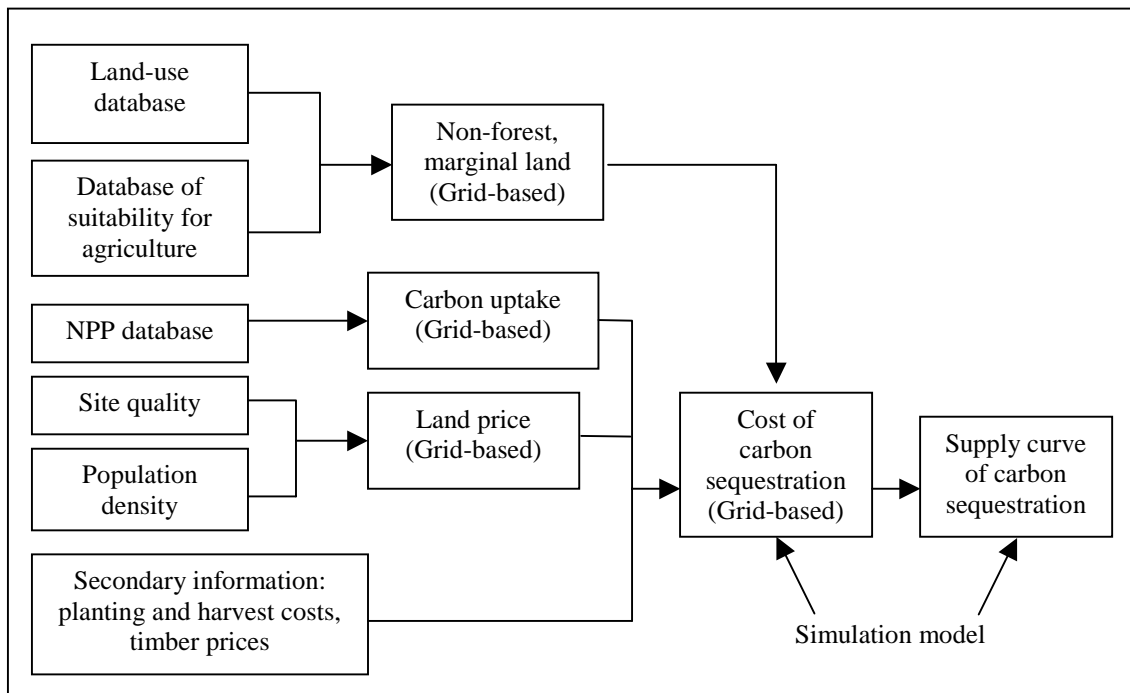 Land-use
database
Database of
suitability for
agriculture
Non-forest,
marginal land
(Grid-based)
NPP database
Carbon uptake
(Grid-based)
Site quality
Population
density
Land price
(Grid-based)
Secondary information:
planting and harvest costs,
timber prices
Cost of
carbon
sequestration
(Grid-based)
Supply curve
of carbon
sequestration
Simulation model